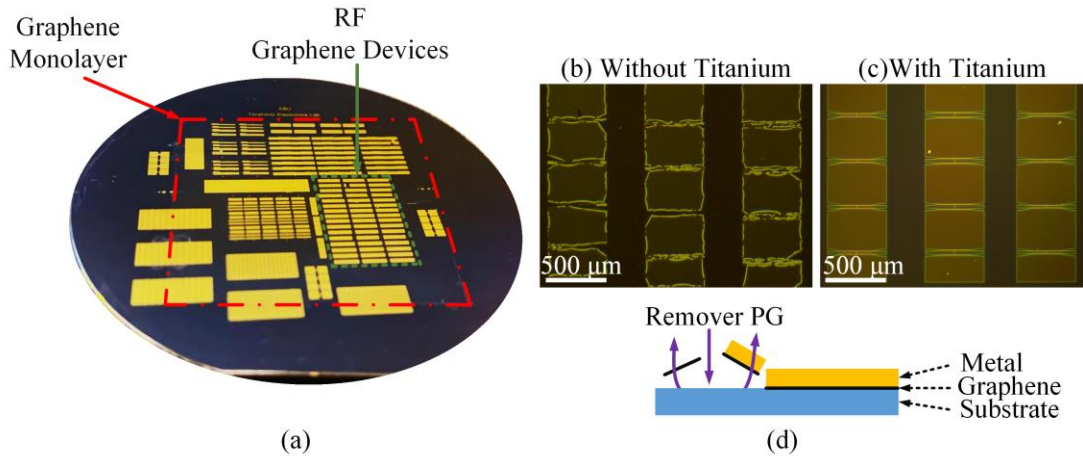 Graphene
Monolayer
RF
Graphene Devices
(b) Without Titanium
(c)With Titanium
500 μm
500 μm
Remover PG
Metal
Graphene
Substrate
(a)
(d)